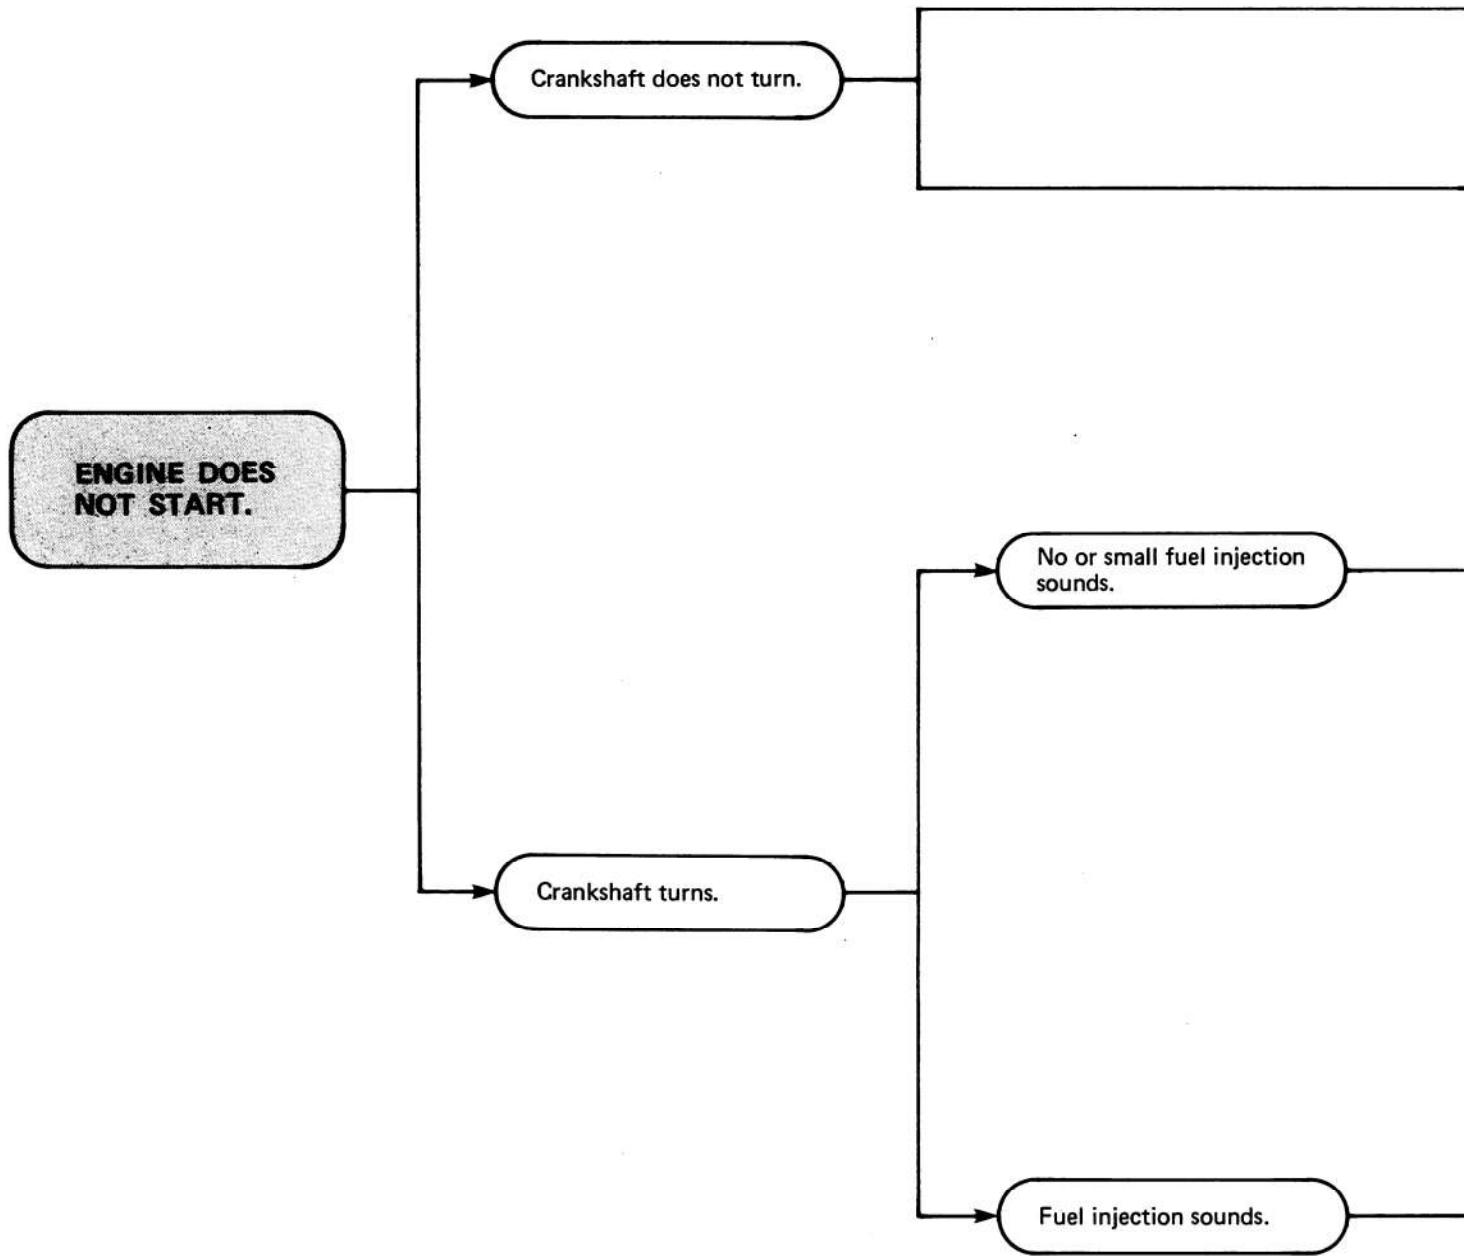 Crankshaft does not turn.
ENGINE DOES
NOT START.
No or small fuel injection
sounds.
Crankshaft turns.
Fuel injection sounds.